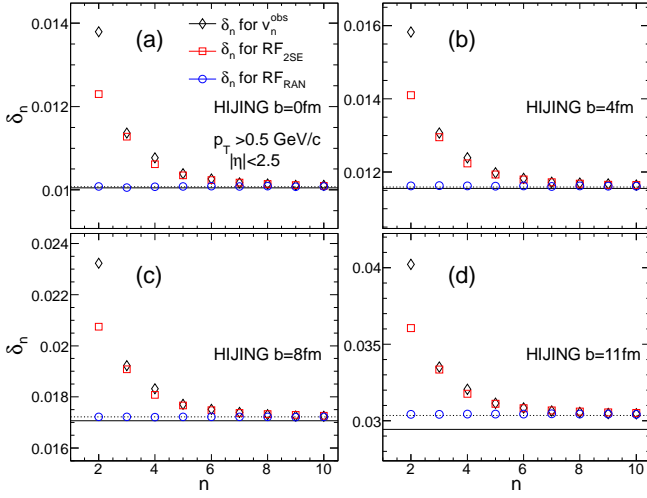 (a)
δn for vn^obs
δn for RF2SE
δn for RFRAN
HIJING b=0fm
pT >0.5 GeV/c
|η|<2.5
δn
0.014
0.012
0.01
(b)
HIJING b=4fm
0.016
0.014
0.012
(c)
HIJING b=8fm
δn
0.024
0.022
0.02
0.018
0.016
2 4 6 8 10
n
(d)
HIJING b=11fm
0.04
0.035
0.03
2 4 6 8 10
n